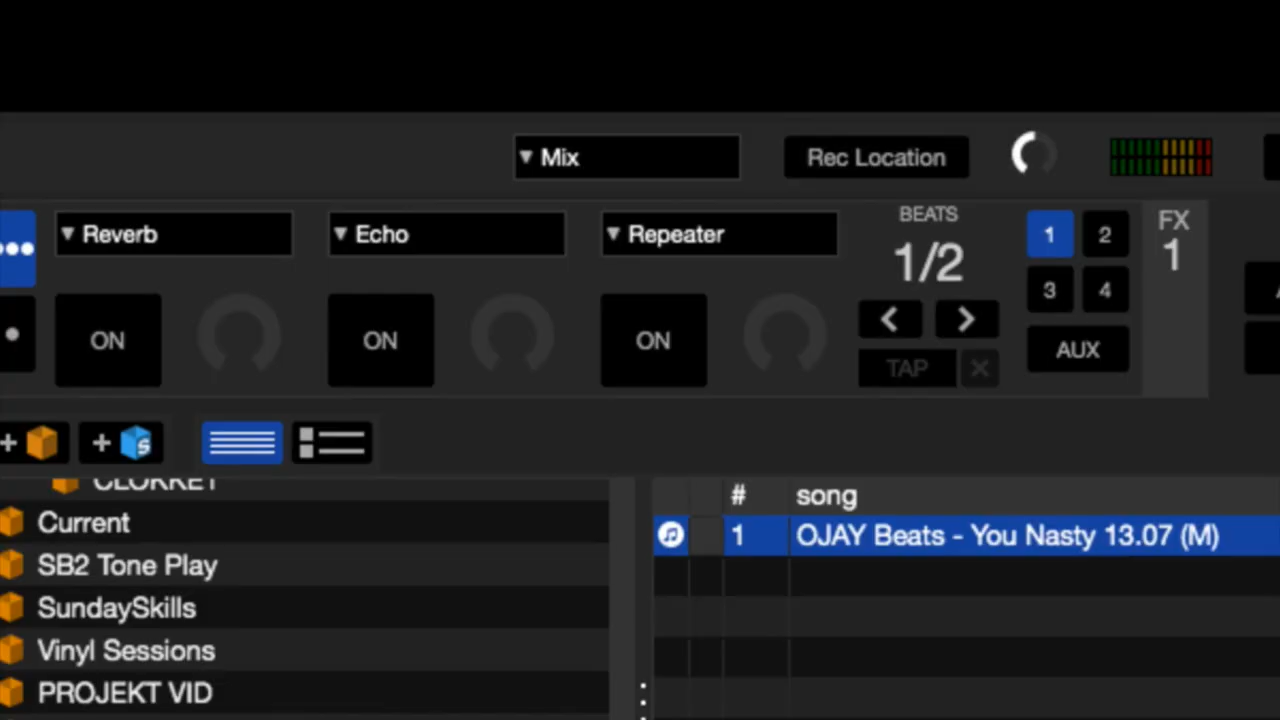 Mix
Rec Location
Reverb
Echo
Repeater
BEATS
1/2
1
2
3
4
AUX
FX
1
ON
ON
ON
TAP
CLOKKET
Current
SB2 Tone Play
SundaySkills
Vinyl Sessions
PROJEKT VID
# song
1 OJAY Beats - You Nasty 13.07 (M)